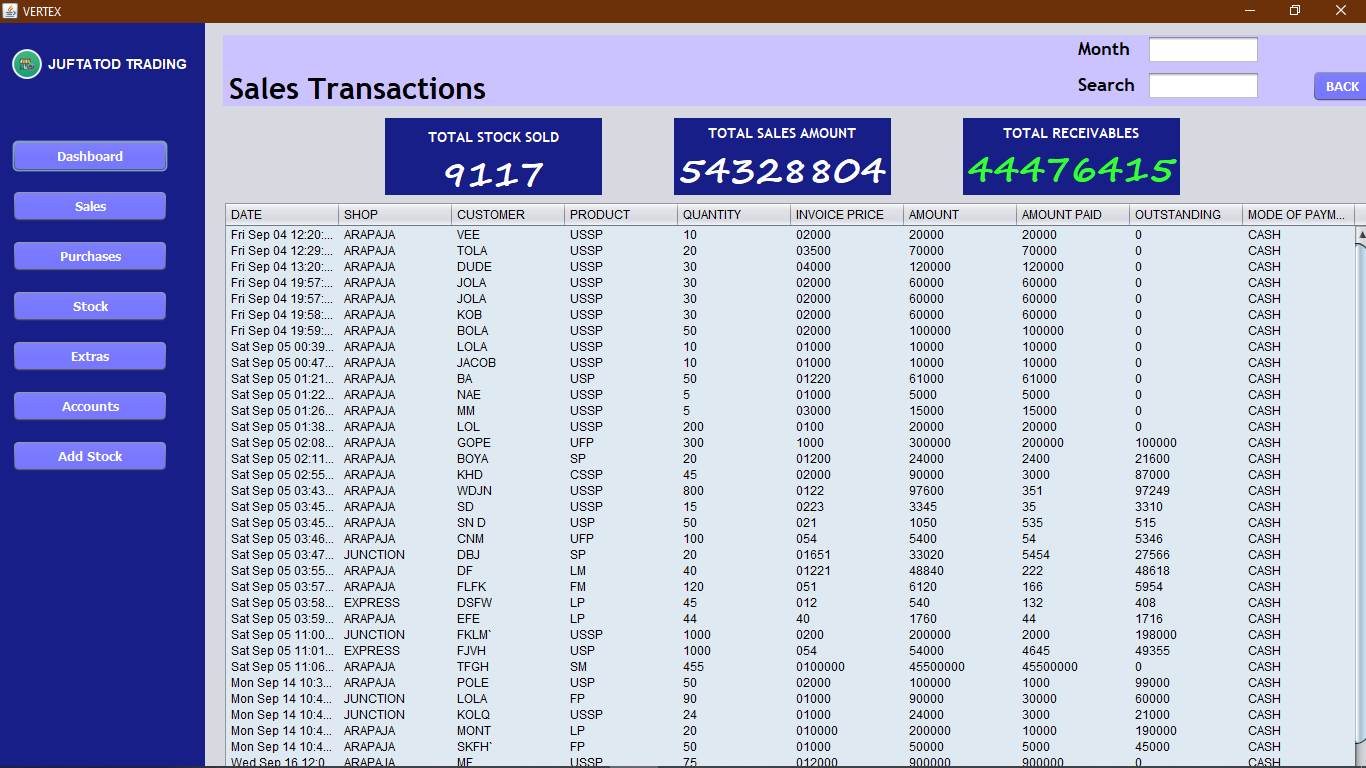 VERTEX
JUFTATOD TRADING
Dashboard
Sales
Purchases
Stock
Extras
Accounts
Add Stock
Month
Search
BACK
Sales Transactions
TOTAL STOCK SOLD
9117
TOTAL SALES AMOUNT
54328804
TOTAL RECEIVABLES
44476415
DATE SHOP CUSTOMER PRODUCT QUANTITY INVOICE PRICE AMOUNT AMOUNT PAID OUTSTANDING MODE OF PAYM...
Fri Sep 04 12:20:... ARAPAJA VEE USSP 10 02000 20000 20000 0 CASH
Fri Sep 04 12:29:... ARAPAJA TOLA USSP 20 03500 70000 70000 0 CASH
Fri Sep 04 13:20:... ARAPAJA DUDE USSP 30 04000 120000 120000 0 CASH
Fri Sep 04 19:57:... ARAPAJA JOLA USSP 30 02000 60000 60000 0 CASH
Fri Sep 04 19:57:... ARAPAJA JOLA USSP 30 02000 60000 60000 0 CASH
Fri Sep 04 19:58:... ARAPAJA KOB USSP 30 02000 60000 60000 0 CASH
Fri Sep 04 19:59:... ARAPAJA BOLA USSP 50 02000 100000 100000 0 CASH
Sat Sep 05 00:39... ARAPAJA LOLA USSP 10 01000 10000 10000 0 CASH
Sat Sep 05 00:47... ARAPAJA JACOB USSP 10 01000 10000 10000 0 CASH
Sat Sep 05 01:21... ARAPAJA BA USP 50 01220 61000 61000 0 CASH
Sat Sep 05 01:22... ARAPAJA NAE USSP 5 01000 5000 5000 0 CASH
Sat Sep 05 01:26... ARAPAJA MM USSP 5 03000 15000 15000 0 CASH
Sat Sep 05 01:38... ARAPAJA LOL USSP 200 0100 20000 20000 0 CASH
Sat Sep 05 02:08... ARAPAJA GOPE UFP 300 1000 300000 200000 100000 CASH
Sat Sep 05 02:11... ARAPAJA BOYA SP 20 01200 24000 2400 21600 CASH
Sat Sep 05 02:55... ARAPAJA KHD CSSP 45 02000 90000 3000 87000 CASH
Sat Sep 05 03:43... ARAPAJA WDJN USSP 800 0122 97600 351 97249 CASH
Sat Sep 05 03:45... ARAPAJA SD USSP 15 0223 3345 35 3310 CASH
Sat Sep 05 03:45... ARAPAJA SN D USP 50 021 1050 535 515 CASH
Sat Sep 05 03:46... ARAPAJA CNM UFP 100 054 5400 54 5346 CASH
Sat Sep 05 03:47... JUNCTION DBJ SP 20 01651 33020 5454 27566 CASH
Sat Sep 05 03:55... ARAPAJA DF LM 40 01221 48840 222 48618 CASH
Sat Sep 05 03:57... ARAPAJA FLFK FM 120 051 6120 166 5954 CASH
Sat Sep 05 03:58... EXPRESS DSFW LP 45 012 540 132 408 CASH
Sat Sep 05 03:59... ARAPAJA EFE LP 44 40 1760 44 1716 CASH
Sat Sep 05 11:00... JUNCTION FKLM` USSP 1000 0200 200000 2000 198000 CASH
Sat Sep 05 11:01... EXPRESS FJVH USP 1000 054 54000 4645 49355 CASH
Sat Sep 05 11:06... ARAPAJA TFGH SM 455 0100000 45500000 45500000 0 CASH
Mon Sep 14 10:3... ARAPAJA POLE USP 50 02000 100000 1000 99000 CASH
Mon Sep 14 10:4... JUNCTION LOLA FP 90 01000 90000 30000 60000 CASH
Mon Sep 14 10:4... JUNCTION KOLQ USSP 24 01000 24000 3000 21000 CASH
Mon Sep 14 10:4... ARAPAJA MONT LP 20 010000 200000 10000 190000 CASH
Mon Sep 14 10:4... ARAPAJA SKFH` FP 50 01000 50000 5000 45000 CASH
Wed Sep 16 12:0... ARAPAJA MF USSP 75 012000 900000 900000 0 CASH